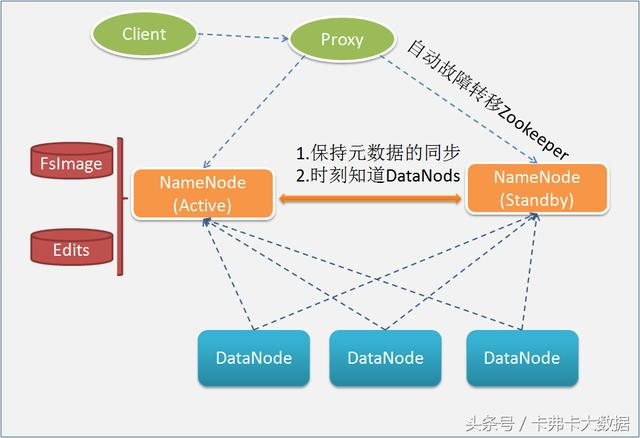 Client
Proxy
自动故障转移Zookeeper
FsImage
1.保持元数据的同步
2.时刻知道DataNods
NameNode
(Active)
NameNode
(Standby)
Edits
DataNode
DataNode
DataNode
头条号／卡弗卡大数据